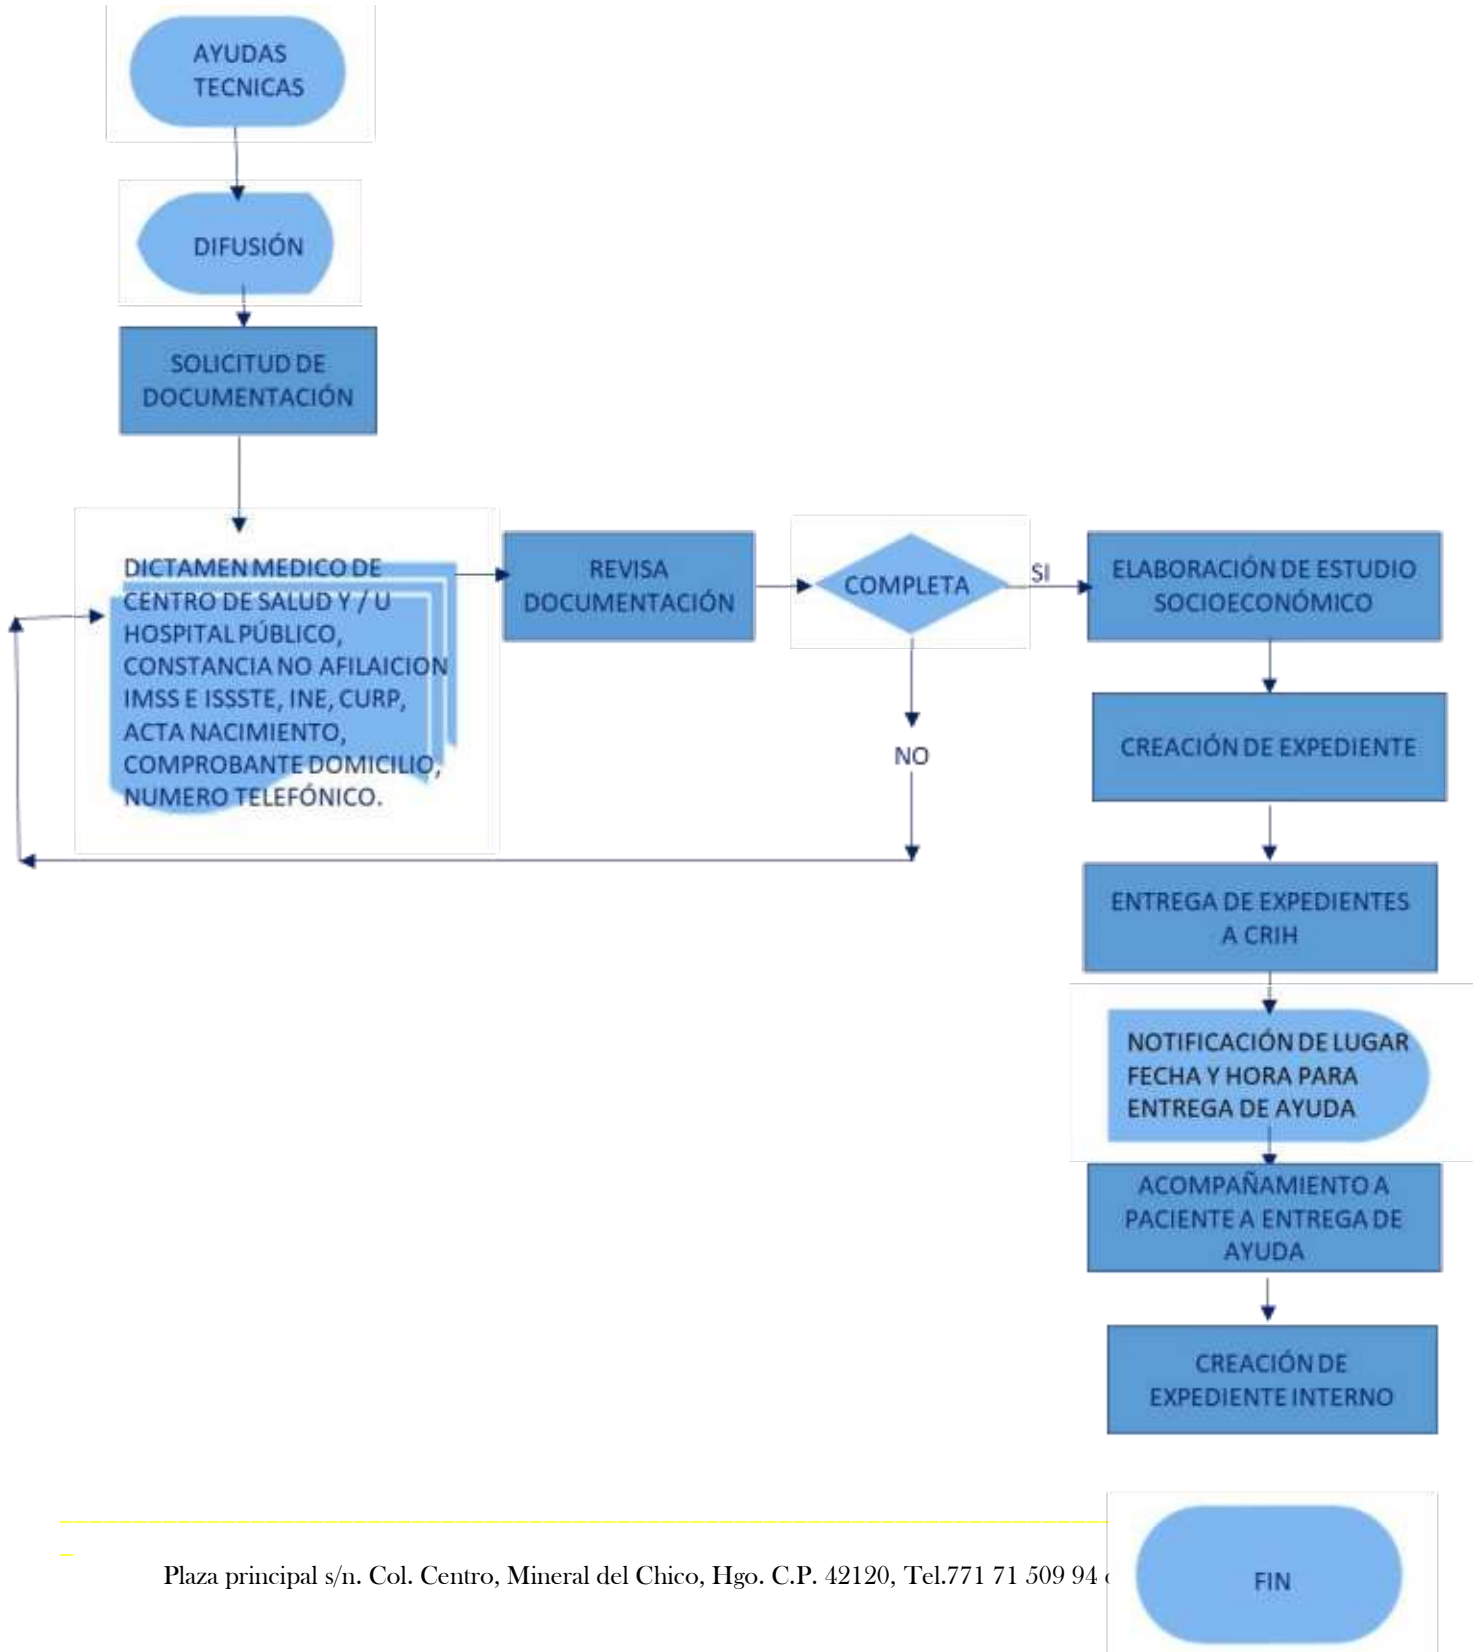 AYUDAS
TECNICAS
DIFUSIÓN
SOLICITUD DE
DOCUMENTACIÓN
DICTAMEN MEDICO DE
CENTRO DE SALUD Y / U
HOSPITAL PÚBLICO,
CONSTANCIA NO AFILAICION
IMSS E ISSSTE, INE, CURP,
ACTA NACIMIENTO,
COMPROBANTE DOMICILIO,
NUMERO TELEFÓNICO.
REVISA
DOCUMENTACIÓN
COMPLETA
SI
NO
ELABORACIÓN DE ESTUDIO
SOCIOECONÓMICO
CREACIÓN DE EXPEDIENTE
ENTREGA DE EXPEDIENTES
A CRIH
NOTIFICACIÓN DE LUGAR
FECHA Y HORA PARA
ENTREGA DE AYUDA
ACOMPAÑAMIENTO A
PACIENTE A ENTREGA DE
AYUDA
CREACIÓN DE
EXPEDIENTE INTERNO
FIN
Plaza principal s/n. Col. Centro, Mineral del Chico, Hgo. C.P. 42120, Tel.771 71 509 94